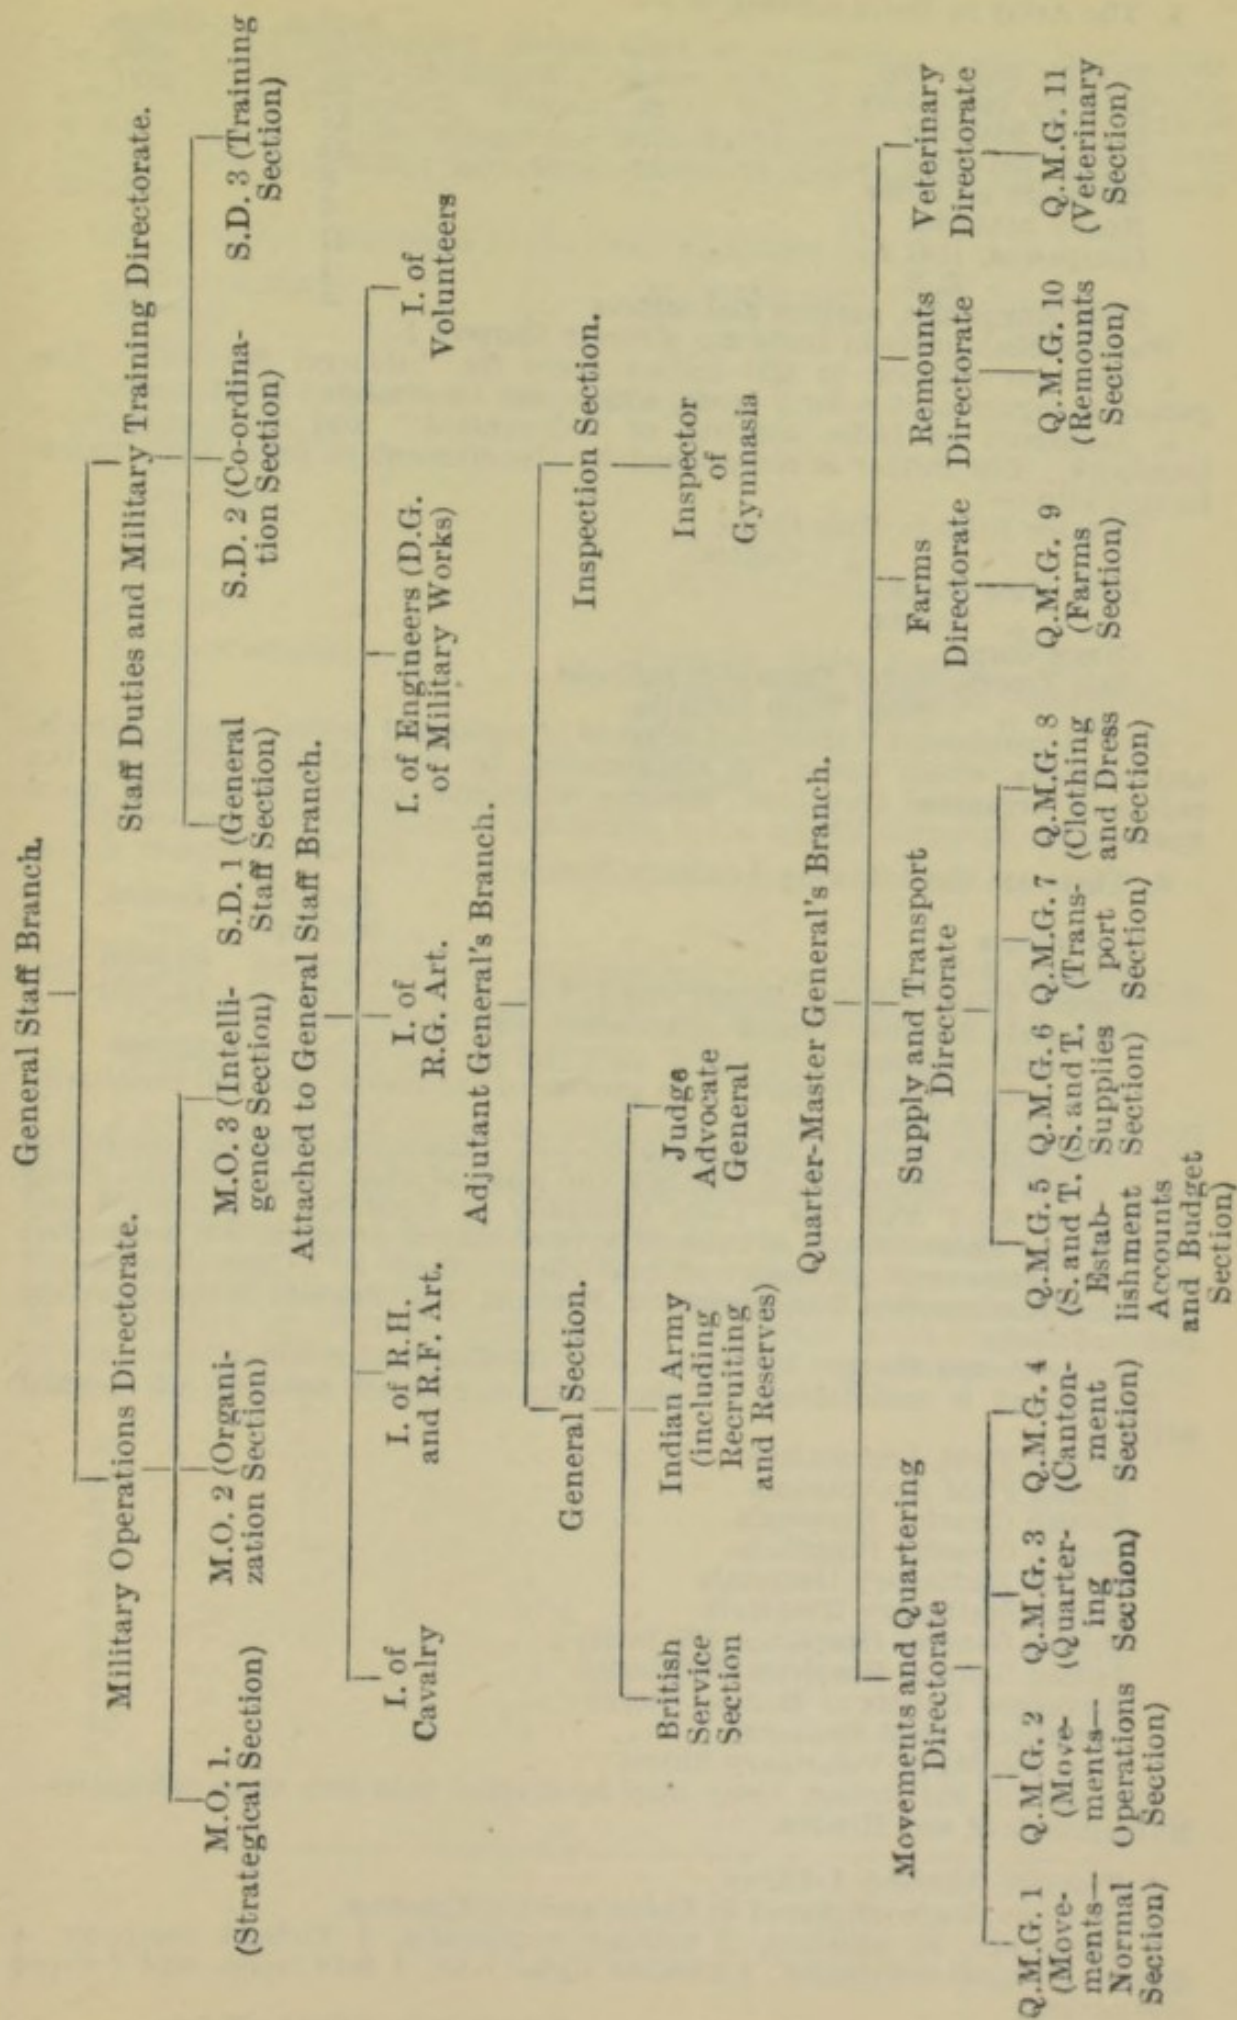 General Staff Branch.
Military Operations Directorate.
Staff Duties and Military Training Directorate.
M.O. 1.
(Strategical Section)
M.O. 2 (Organi-
zation Section)
M.O. 3 (Intelli-
gence Section)
S.D. 1 (General
Staff Section)
S.D. 2 (Co-ordina-
tion Section)
S.D. 3 (Training
Section)
Attached to General Staff Branch.
I. of
Cavalry
I. of R.H.
and R.F. Art.
I. of
R.G. Art.
I. of Engineers (D.G.
of Military Works)
I. of
Volunteers
Adjutant General's Branch.
General Section.
Inspection Section.
British
Service
Section
Indian Army
(including
Recruiting
and Reserves)
Judge
Advocate
General
Inspector
of
Gymnasia
Quarter-Master General's Branch.
Movements and Quartering
Directorate
Supply and Transport
Directorate
Farms
Directorate
Remounts
Directorate
Veterinary
Directorate
Q.M.G. 1
(Move-
ments—
Normal
Section)
Q.M.G. 2
(Move-
ments—
Operations
Section)
Q.M.G. 3
(Quarter-
ing
Section)
Q.M.G. 4
(Canton-
ment
Section)
Q.M.G. 5
(S. and T.
Estab-
lishment
Accounts
and Budget
Section)
Q.M.G. 6
(S. and T.
Supplies
Section)
Q.M.G. 7
(Trans-
port
Section)
Q.M.G. 8
(Clothing
and Dress
Section)
Q.M.G. 9
(Farms
Section)
Q.M.G. 10
(Remounts
Section)
Q.M.G. 11
(Veterinary
Section)